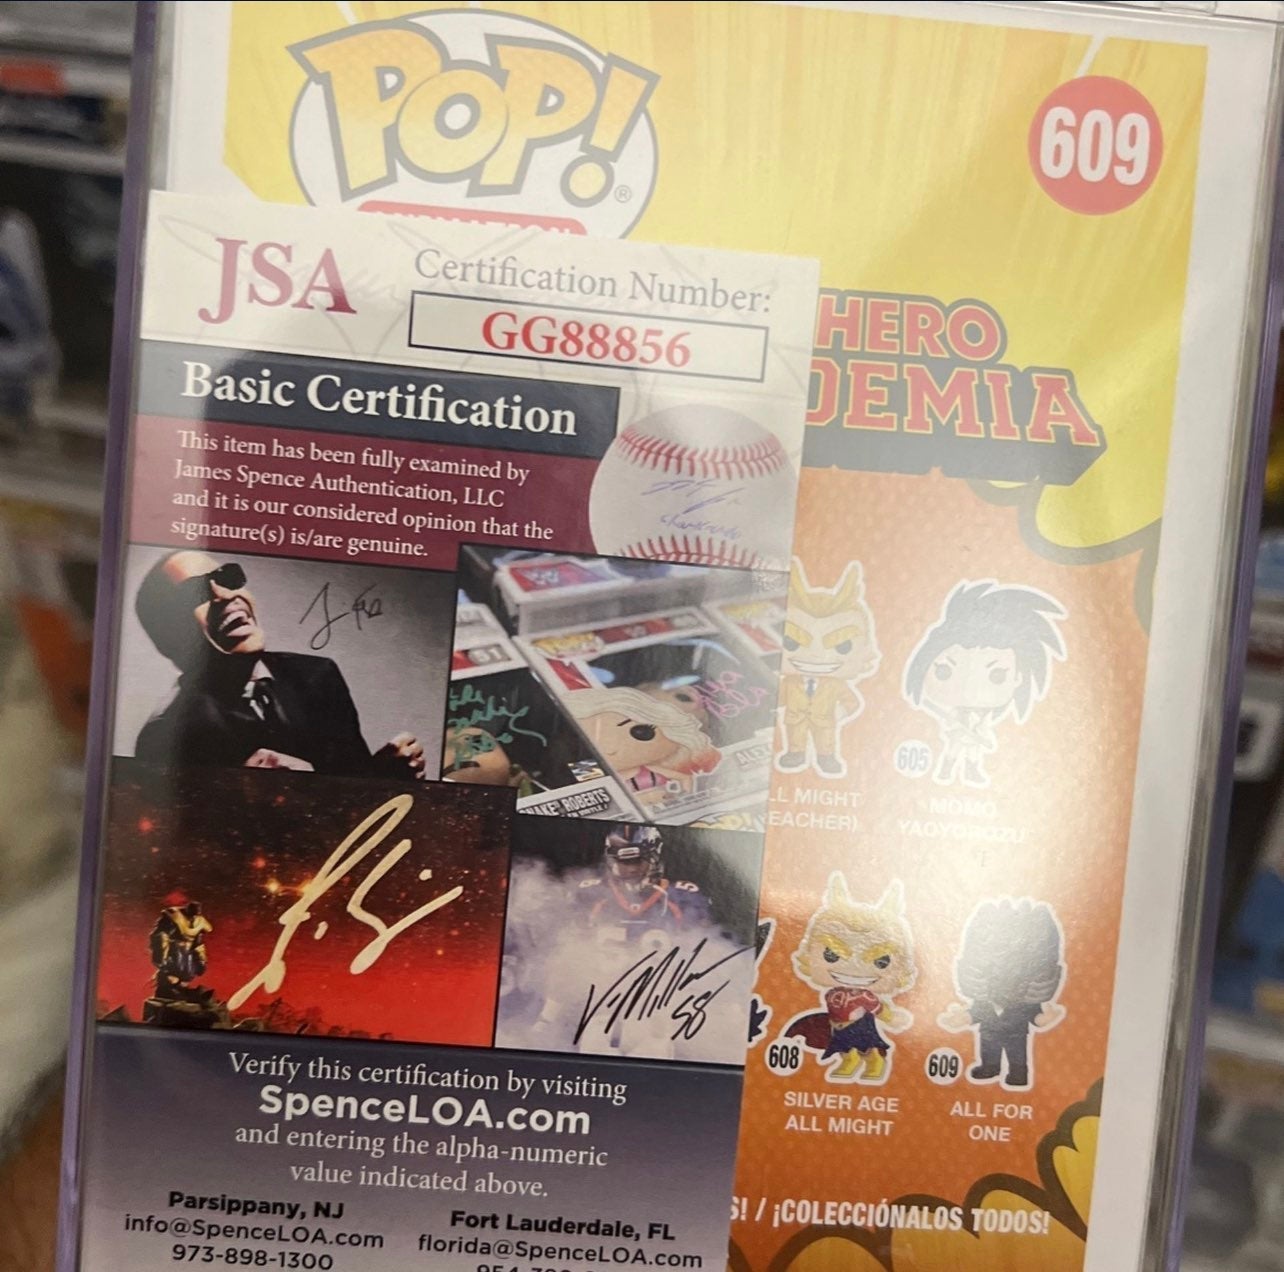 POP!
®
609
JSA
Certification Number:
GG88856
HERO
DEMIA
Basic Certification
This item has been fully examined by
James Spence Authentication, LLC
and it is our considered opinion that the
signature(s) is/are genuine.
ALL MIGHT
EACHER)
605
MOMO
YAOYOROZU
NAKE" ROBERTS
58
608
SILVER AGE
ALL MIGHT
609
ALL FOR
ONE
Verify this certification by visiting
SpenceLOA.com
and entering the alpha-numeric
value indicated above.
Parsippany, NJ
info@SpenceLOA.com
973-898-1300
Fort Lauderdale, FL
florida@SpenceLOA.com
S! / ¡COLECCIÓNALOS TODOS!